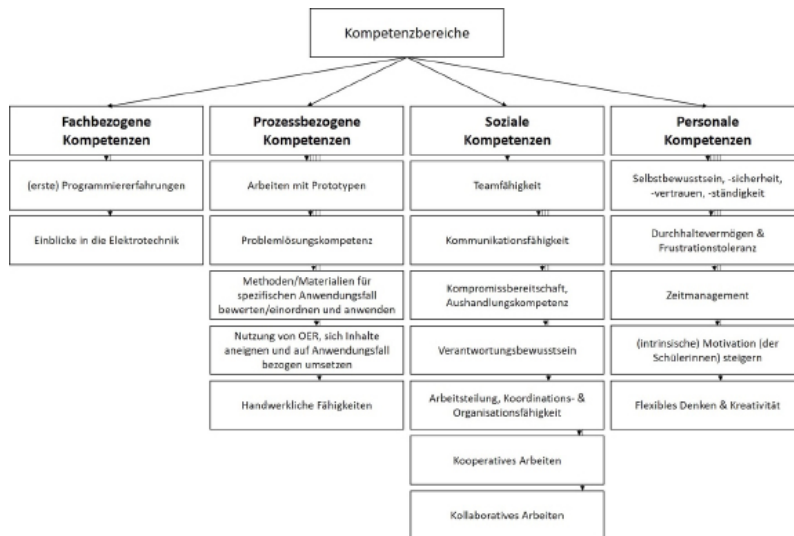 Kompetenzbereiche
Fachbezogene
Kompetenzen
(erste) Programmiererfahrungen
Einblicke in die Elektrotechnik
Prozessbezogene
Kompetenzen
Arbeiten mit Prototypen
Problemlösungskompetenz
Methoden/Materialien für
spezifischen Anwendungsfall
bewerten/einordnen und anwenden
Nutzung von OER, sich Inhalte
aneignen und auf Anwendungsfall
bezogen umsetzen
Handwerkliche Fähigkeiten
Soziale
Kompetenzen
Teamfähigkeit
Kommunikationsfähigkeit
Kompromissbereitschaft,
Aushandlungskompetenz
Verantwortungsbewusstsein
Arbeitsteilung, Koordinations- &
Organisationsfähigkeit
Kooperatives Arbeiten
Kollaboratives Arbeiten
Personale
Kompetenzen
Selbstbewusstsein, -sicherheit,
-vertrauen, -ständigkeit
Durchhaltevermögen &
Frustrationstoleranz
Zeitmanagement
(intrinsische) Motivation (der
Schülerinnen) steigern
Flexibles Denken & Kreativität